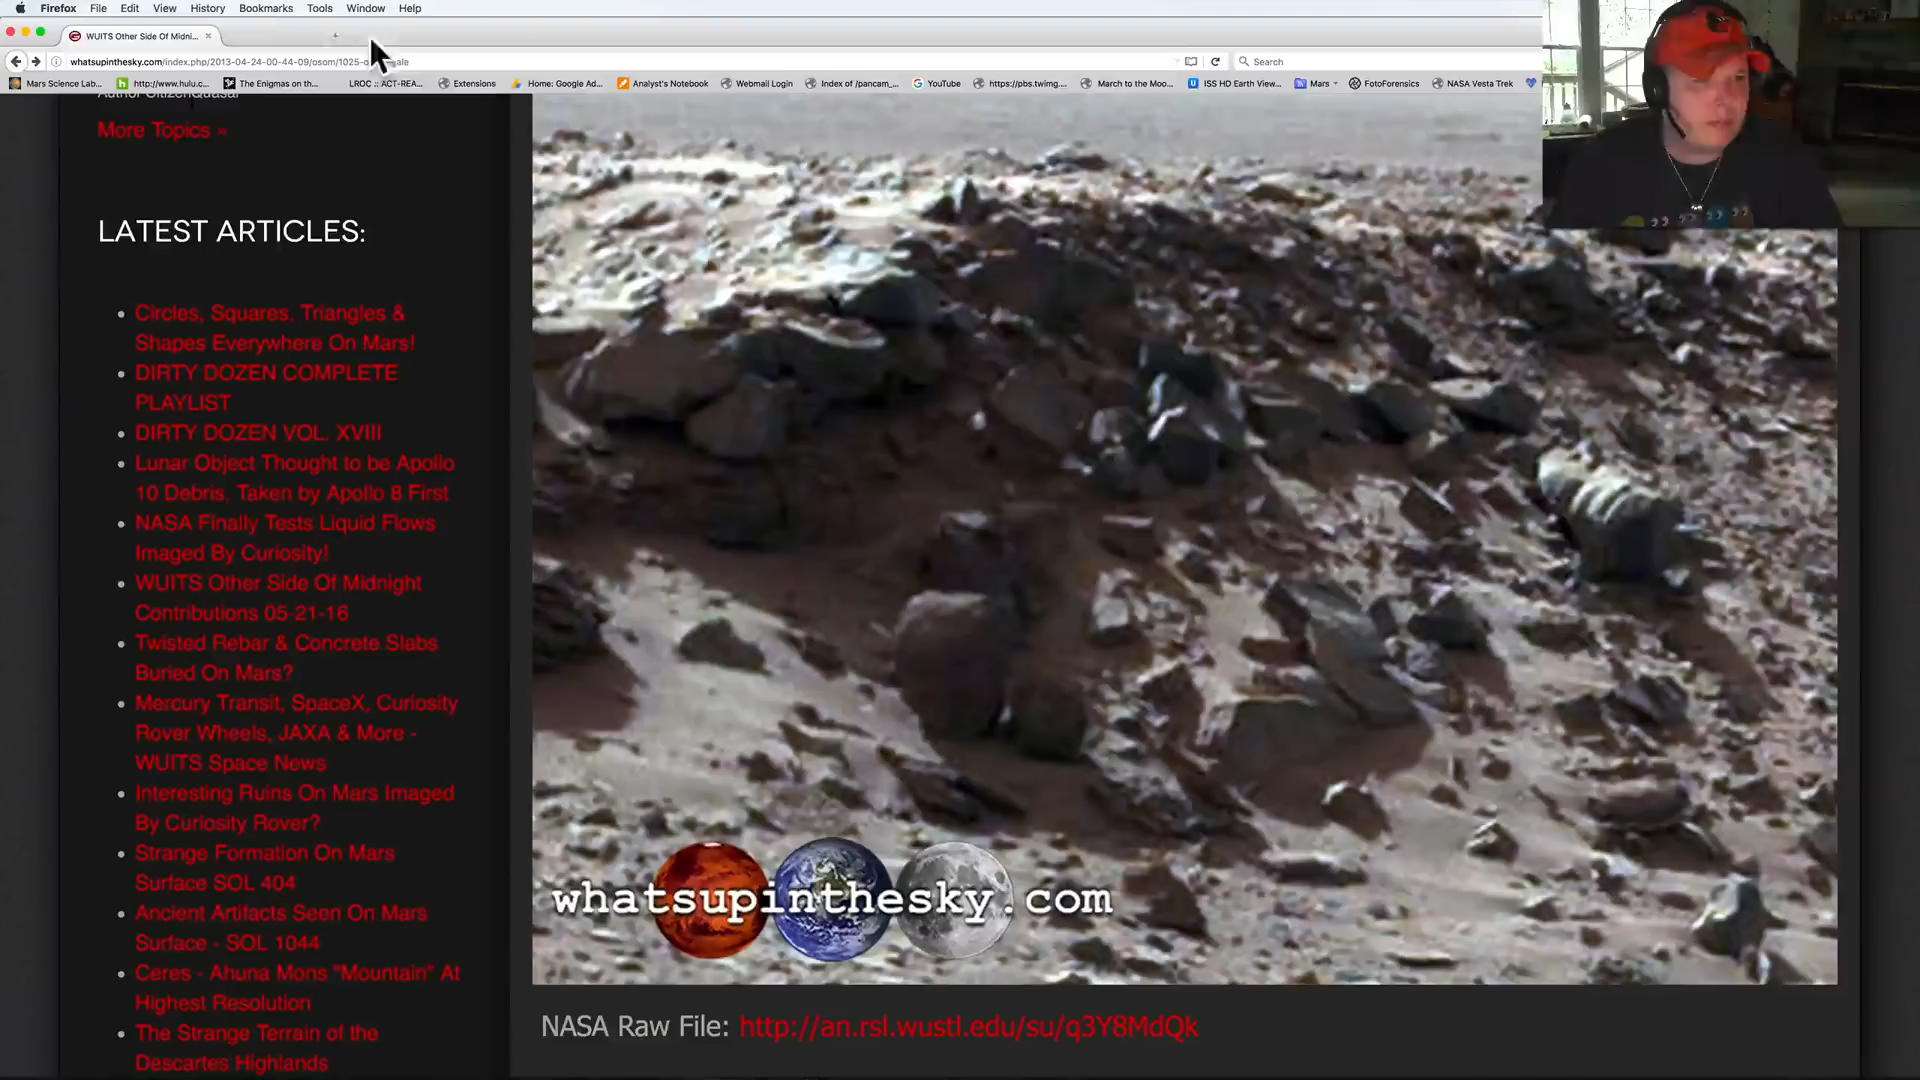 Firefox File Edit View History Bookmarks Tools Window Help
WUITS Other Side Of Midni...
whatsupinthesky.com/index.php/2013-04-24-00-44-09/osom/1025-
Search
Mars Science Lab... http://www.hulu.c... The Enigmas on th... LROC :: ACT-REA... Extensions Home: Google Ad... Analyst's Notebook Webmail Login Index of /pancam_... YouTube https://pbs.twimg.... March to the Moo... ISS HD Earth View... Mars FotoForensics NASA Vesta Trek
More Topics »
LATEST ARTICLES:
Circles, Squares, Triangles &
Shapes Everywhere On Mars!
DIRTY DOZEN COMPLETE
PLAYLIST
DIRTY DOZEN VOL. XVIII
Lunar Object Thought to be Apollo
10 Debris, Taken by Apollo 8 First
NASA Finally Tests Liquid Flows
Imaged By Curiosity!
WUITS Other Side Of Midnight
Contributions 05-21-16
Twisted Rebar & Concrete Slabs
Buried On Mars?
Mercury Transit, SpaceX, Curiosity
Rover Wheels, JAXA & More -
WUITS Space News
Interesting Ruins On Mars Imaged
By Curiosity Rover?
Strange Formation On Mars
Surface SOL 404
Ancient Artifacts Seen On Mars
Surface - SOL 1044
Ceres - Ahuna Mons "Mountain" At
Highest Resolution
The Strange Terrain of the
Descartes Highlands
whatsupinthesky.com
NASA Raw File: http://an.rsl.wustl.edu/su/q3Y8MdQk